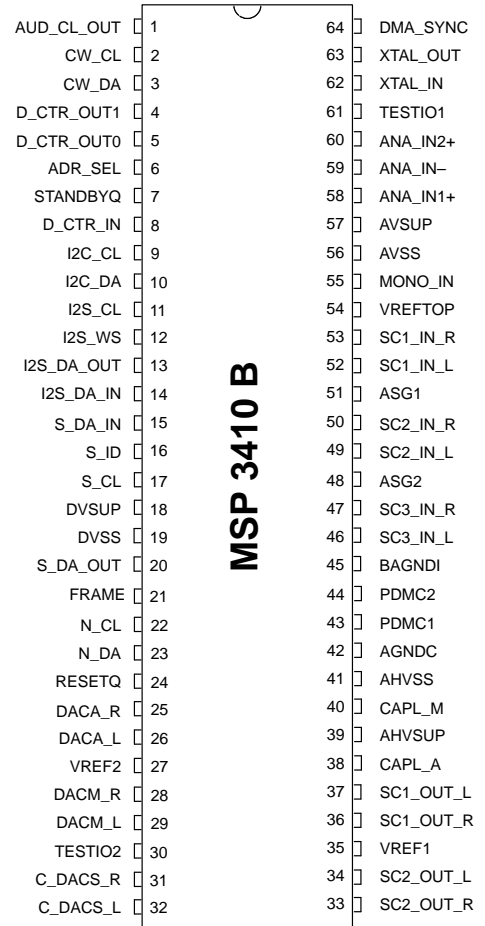 AUD_CL_OUT 1 64 DMA_SYNC
CW_CL 2 63 XTAL_OUT
CW_DA 3 62 XTAL_IN
D_CTR_OUT1 4 61 TESTIO1
D_CTR_OUT0 5 60 ANA_IN2+
ADR_SEL 6 59 ANA_IN–
STANDBYQ 7 58 ANA_IN1+
D_CTR_IN 8 57 AVSUP
I2C_CL 9 56 AVSS
I2C_DA 10 55 MONO_IN
I2S_CL 11 54 VREFTOP
I2S_WS 12 53 SC1_IN_R
I2S_DA_OUT 13 52 SC1_IN_L
I2S_DA_IN 14 51 ASG1
S_DA_IN 15 50 SC2_IN_R
S_ID 16 49 SC2_IN_L
S_CL 17 48 ASG2
DVSUP 18 47 SC3_IN_R
DVSS 19 46 SC3_IN_L
S_DA_OUT 20 45 BAGNDI
FRAME 21 44 PDMC2
N_CL 22 43 PDMC1
N_DA 23 42 AGNDC
RESETQ 24 41 AHVSS
DACA_R 25 40 CAPL_M
DACA_L 26 39 AHVSUP
VREF2 27 38 CAPL_A
DACM_R 28 37 SC1_OUT_L
DACM_L 29 36 SC1_OUT_R
TESTIO2 30 35 VREF1
C_DACS_R 31 34 SC2_OUT_L
C_DACS_L 32 33 SC2_OUT_R
MSP 3410 B